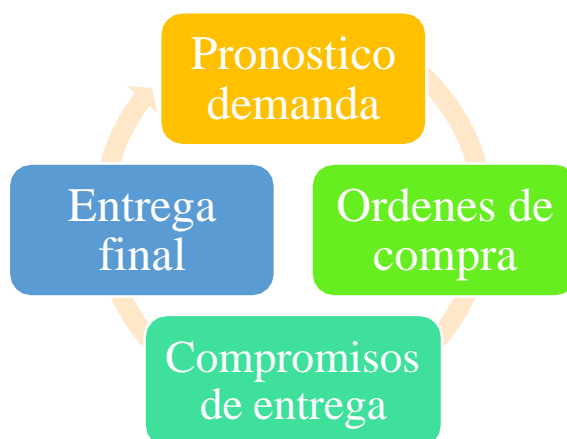 Pronostico
demanda
Ordenes de
compra
Compromisos
de entrega
Entrega
final